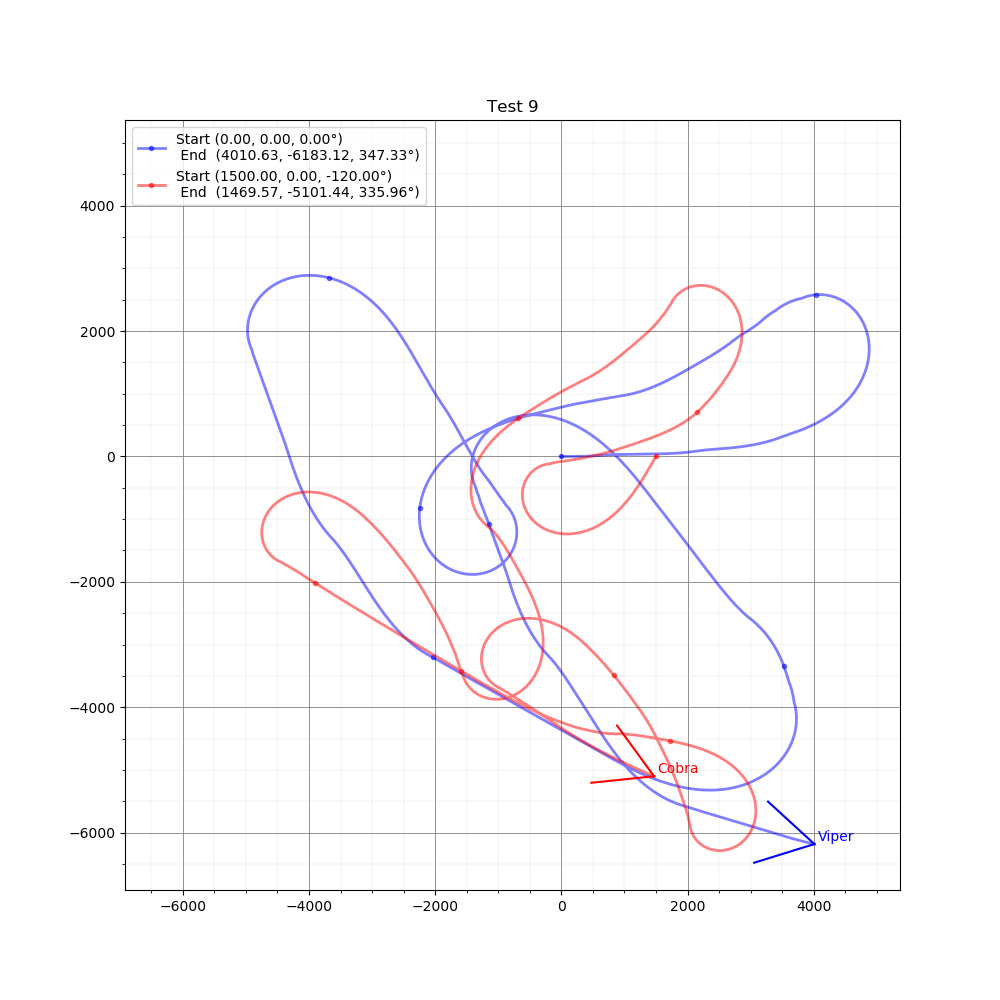 Test 9
Start (0.00, 0.00, 0.00°)
End (4010.63, -6183.12, 347.33°)
Start (1500.00, 0.00, -120.00°)
End (1469.57, -5101.44, 335.96°)
4000
2000
0
−2000
−4000
−6000
Cobra
Viper
−6000 −4000 −2000 0 2000 4000